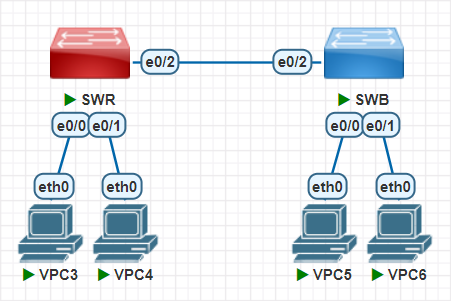 e0/2 e0/2
SWR SWB
e0/0 e0/1 e0/0 e0/1
eth0 eth0 eth0 eth0
VPC3 VPC4 VPC5 VPC6